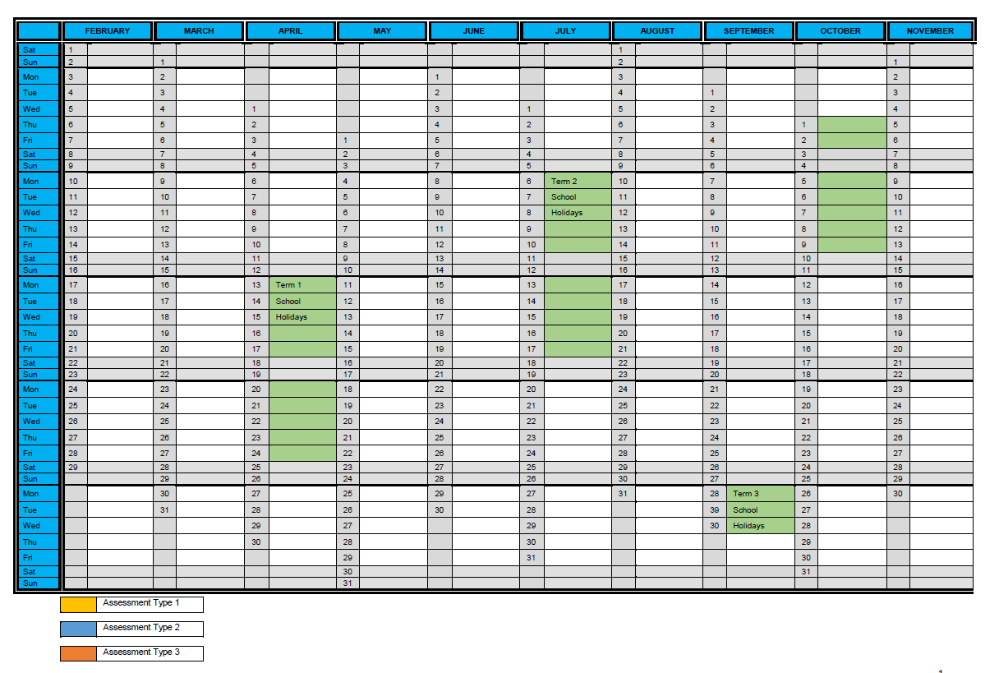 FEBRUARY MARCH APRIL MAY JUNE JULY AUGUST SEPTEMBER OCTOBER NOVEMBER
Sat 1 1
Sun 2 1 2 1
Mon 3 2 1 3 2
Tue 4 3 2 4 1 3
Wed 5 4 1 3 1 5 2 4
Thu 6 5 2 4 2 6 3 1 5
Fri 7 6 3 1 5 3 7 4 2 6
Sat 8 7 4 2 6 4 8 5 3 7
Sun 9 8 5 3 7 5 9 6 4 8
Mon 10 9 6 4 8 6 Term 2 10 7 5 9
Tue 11 10 7 5 9 7 School 11 8 6 10
Wed 12 11 8 6 10 8 Holidays 12 9 7 11
Thu 13 12 9 7 11 9 13 10 8 12
Fri 14 13 10 8 12 10 14 11 9 13
Sat 15 14 11 9 13 11 15 12 10 14
Sun 16 15 12 10 14 12 16 13 11 15
Mon 17 16 13 Term 1 11 15 13 17 14 12 16
Tue 18 17 14 School 12 16 14 18 15 13 17
Wed 19 18 15 Holidays 13 17 15 19 16 14 18
Thu 20 19 16 14 18 16 20 17 15 19
Fri 21 20 17 15 19 17 21 18 16 20
Sat 22 21 18 16 20 18 22 19 17 21
Sun 23 22 19 17 21 19 23 20 18 22
Mon 24 23 20 18 22 20 24 21 19 23
Tue 25 24 21 19 23 21 25 22 20 24
Wed 26 25 22 20 24 22 26 23 21 25
Thu 27 26 23 21 25 23 27 24 22 26
Fri 28 27 24 22 26 24 28 25 23 27
Sat 29 28 25 23 27 25 29 26 24 28
Sun 29 26 24 28 26 30 27 25 29
Mon 30 27 25 29 27 31 28 Term 3 26 30
Tue 31 28 26 30 28 39 School 27
Wed 29 27 29 30 Holidays 28
Thu 30 28 30 29
Fri 29 31 30
Sat 30 31
Sun 31
Assessment Type 1
Assessment Type 2
Assessment Type 3